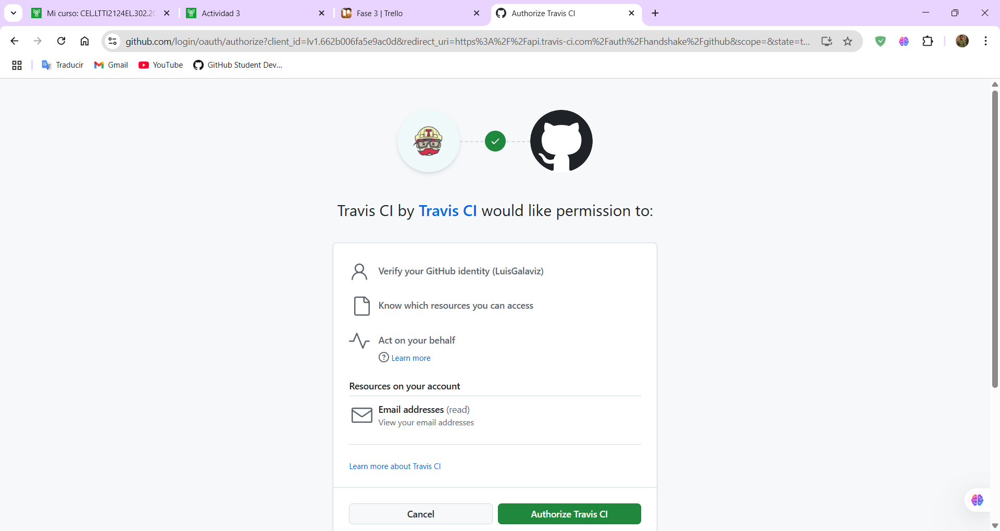 Mi curso: CEL.LTTI2124EL.302.20
Actividad 3
Fase 3 | Trello
Authorize Travis CI
github.com/login/oauth/authorize?client_id=Iv1.662b006fa5e9ac0d&redirect_uri=https%3A%2F%2Fapi.travis-ci.com%2Fauth%2Fhandshake%2Fgithub&scope=&state=t...
Traducir
Gmail
YouTube
GitHub Student Dev...
T
Travis CI by Travis CI would like permission to:
Verify your GitHub identity (LuisGalaviz)
Know which resources you can access
Act on your behalf
Learn more
Resources on your account
Email addresses (read)
View your email addresses
Learn more about Travis CI
Cancel
Authorize Travis CI